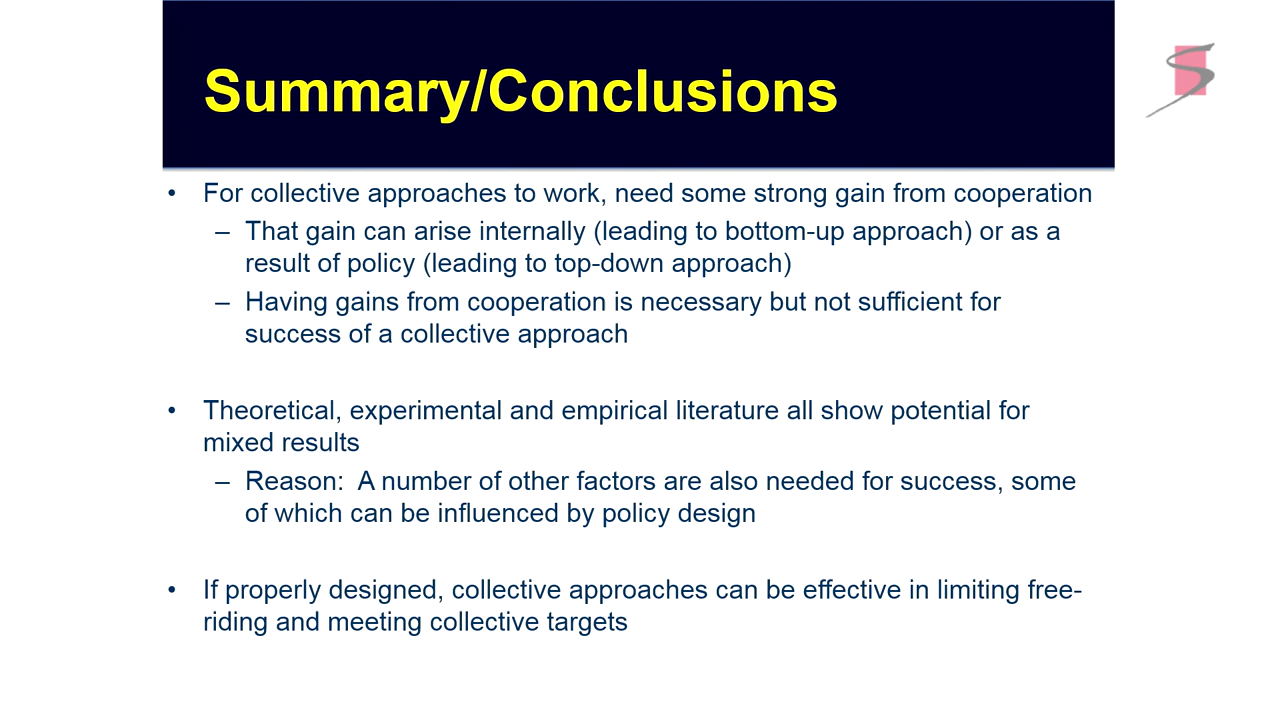 Summary/Conclusions
• For collective approaches to work, need some strong gain from cooperation
– That gain can arise internally (leading to bottom-up approach) or as a
result of policy (leading to top-down approach)
– Having gains from cooperation is necessary but not sufficient for
success of a collective approach
• Theoretical, experimental and empirical literature all show potential for
mixed results
– Reason:  A number of other factors are also needed for success, some
of which can be influenced by policy design
• If properly designed, collective approaches can be effective in limiting free-
riding and meeting collective targets